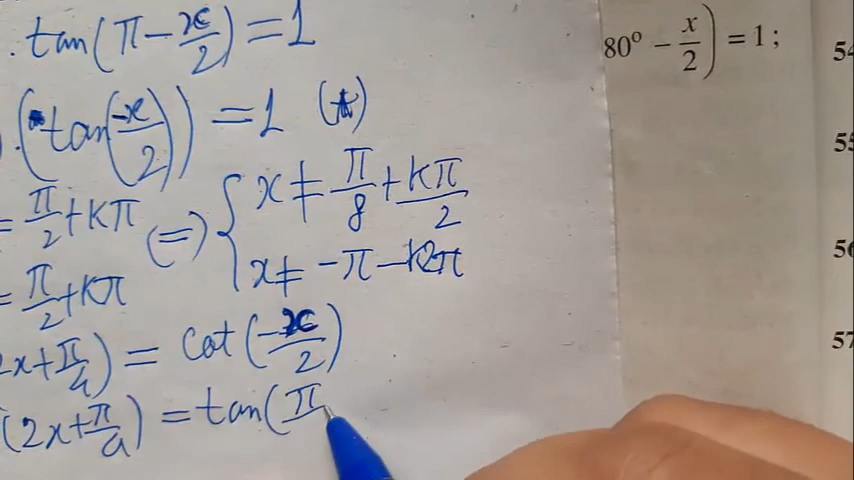 . tan(π - x/2) = 1
80° - x/2) = 1;
. (tan(-x/2)) = 1 (*)
= π/2 + Kπ (=) { x ≠ π/8 + Kπ/2
= π/2 + Kπ x ≠ -π - K2π
2x + π/4) = cot(-x/2)
(2x + π/4) = tan(π
54
55
56
57